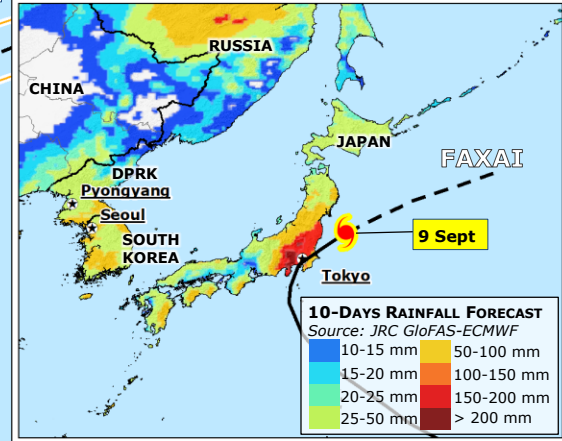 RUSSIA
CHINA
JAPAN
FAXAI
DPRK
Pyongyang
Seoul
SOUTH
KOREA
9 Sept
Tokyo
10-DAYS RAINFALL FORECAST
Source: JRC GloFAS-ECMWF
10-15 mm
15-20 mm
20-25 mm
25-50 mm
50-100 mm
100-150 mm
150-200 mm
> 200 mm